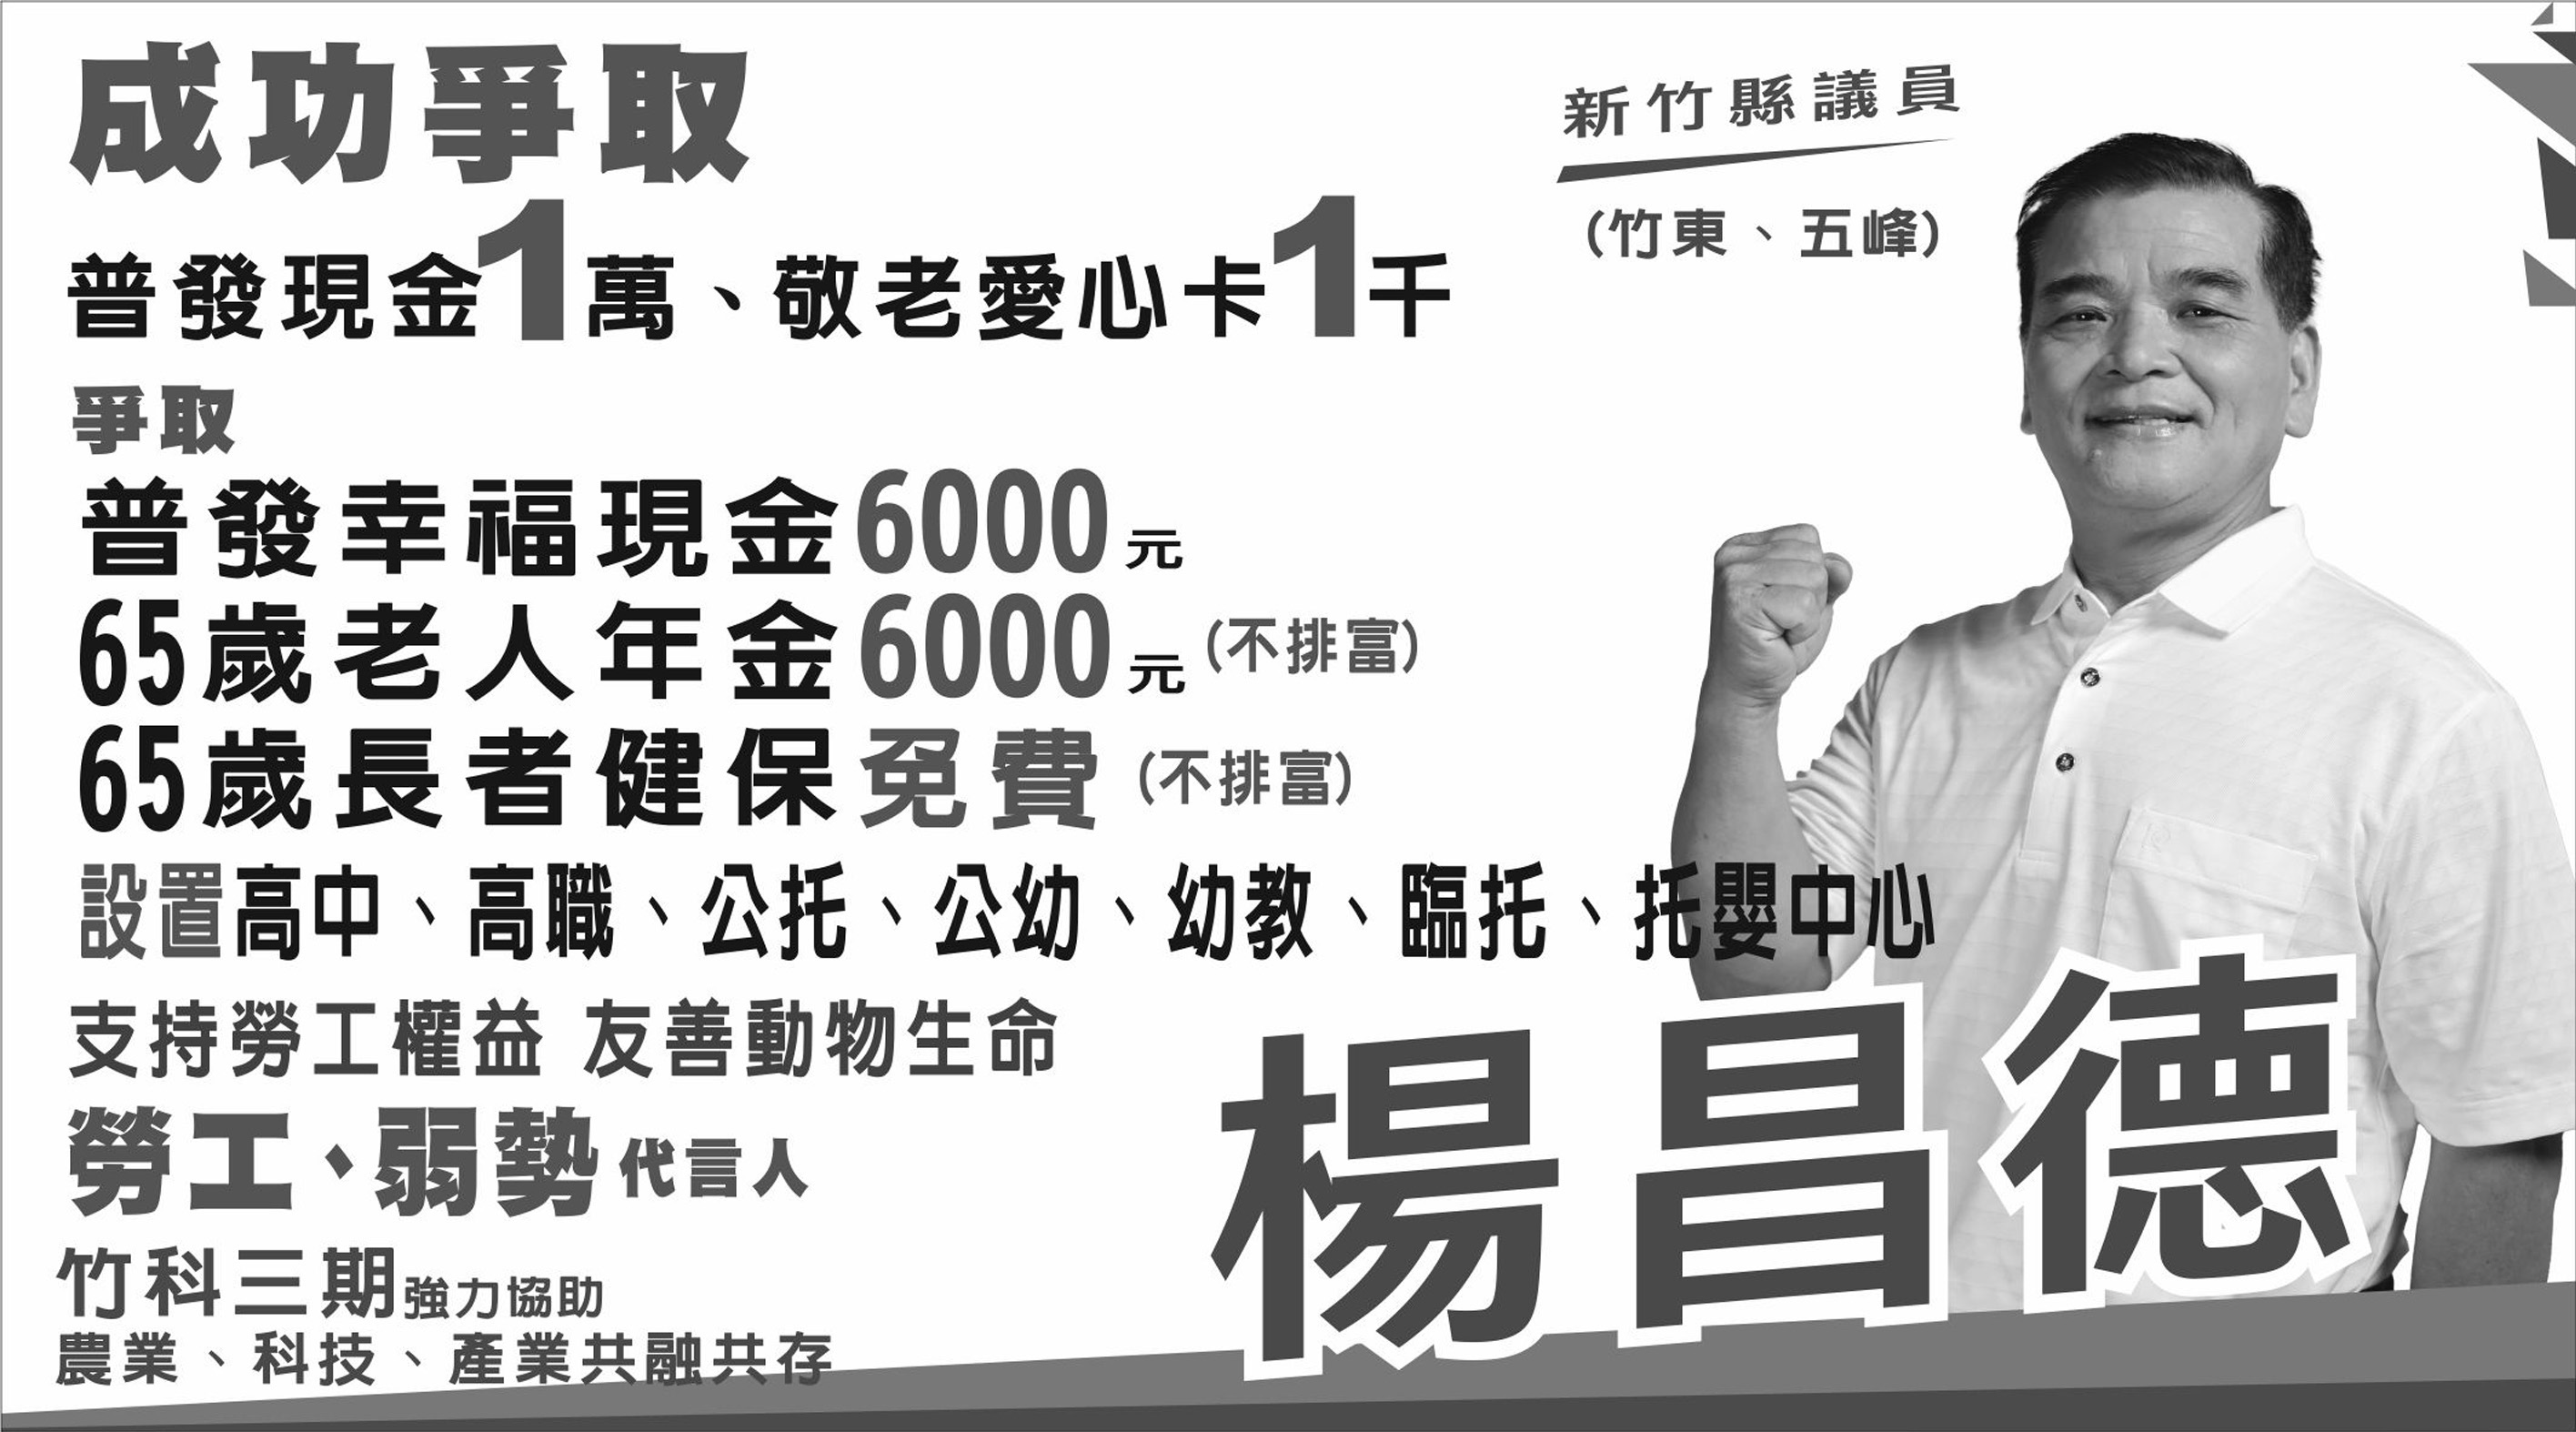 成功爭取
普發現金1萬、敬老愛心卡1千
爭取
普發幸福現金6000元
65歲老人年金6000元(不排富)
65歲長者健保免費(不排富)
設置高中、高職、公托、公幼、幼教、臨托、托嬰中心
支持勞工權益 友善動物生命
勞工、弱勢代言人
竹科三期強力協助
農業、科技、產業共融共存
新竹縣議員
(竹東、五峰)
楊昌德